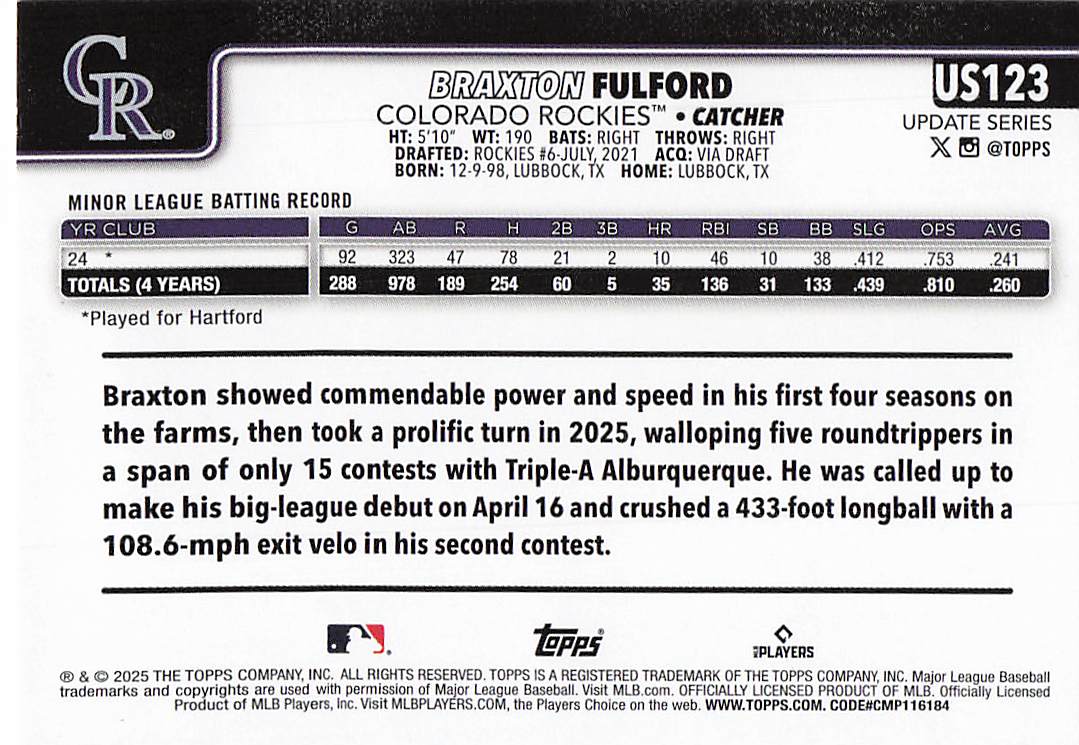 CR®
BRAXTON FULFORD
US123
COLORADO ROCKIES™ • CATCHER
UPDATE SERIES
HT: 5'10" WT: 190 BATS: RIGHT THROWS: RIGHT
@TOPPS
DRAFTED: ROCKIES #6-JULY, 2021 ACQ: VIA DRAFT
BORN: 12-9-98, LUBBOCK, TX HOME: LUBBOCK, TX
MINOR LEAGUE BATTING RECORD
YR CLUB G AB R H 2B 3B HR RBI SB BB SLG OPS AVG
24 * 92 323 47 78 21 2 10 46 10 38 .412 .753 .241
TOTALS (4 YEARS) 288 978 189 254 60 5 35 136 31 133 .439 .810 .260
*Played for Hartford
Braxton showed commendable power and speed in his first four seasons on
the farms, then took a prolific turn in 2025, walloping five roundtrippers in
a span of only 15 contests with Triple-A Alburquerque. He was called up to
make his big-league debut on April 16 and crushed a 433-foot longball with a
108.6-mph exit velo in his second contest.
Topps® MLBPLAYERS
® & © 2025 THE TOPPS COMPANY, INC. ALL RIGHTS RESERVED. TOPPS IS A REGISTERED TRADEMARK OF THE TOPPS COMPANY, INC. Major League Baseball
trademarks and copyrights are used with permission of Major League Baseball. Visit MLB.com. OFFICIALLY LICENSED PRODUCT OF MLB. Officially Licensed
Product of MLB Players, Inc. Visit MLBPLAYERS.COM, the Players Choice on the web. WWW.TOPPS.COM. CODE#CMP116184